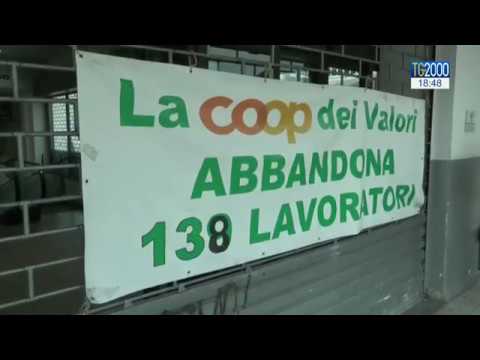 TG2000
18:48
La coop dei Valori
ABBANDONA
138 LAVORATORI